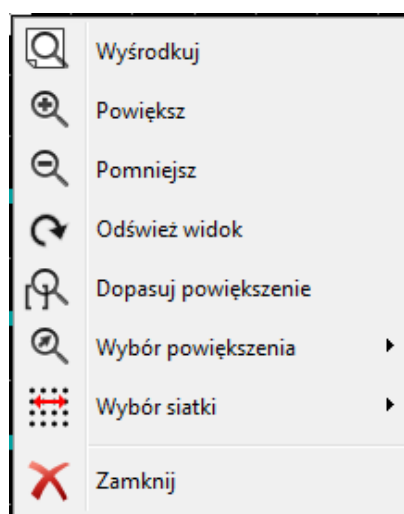 Wyśrodkuj
Powiększ
Pomniejsz
Odśwież widok
Dopasuj powiększenie
Wybór powiększenia
Wybór siatki
Zamknij